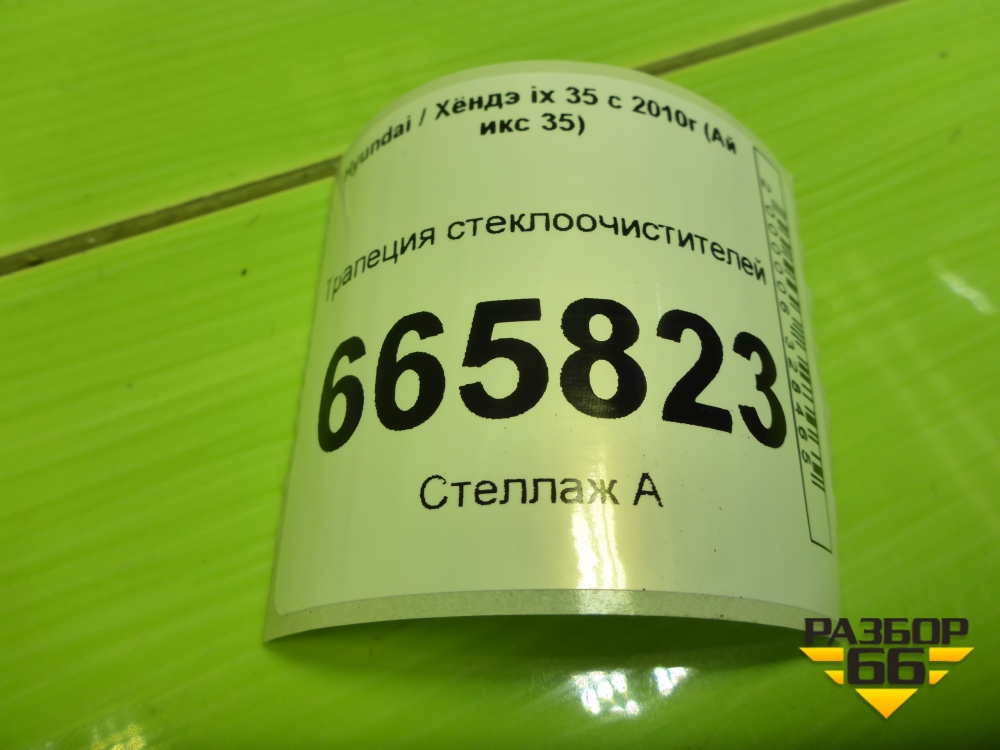 Hyundai / Хёндэ ix 35 с 2010г (Ай
икс 35)
Трапеция стеклоочистителей
665823
Стеллаж А
РАЗБОР
66